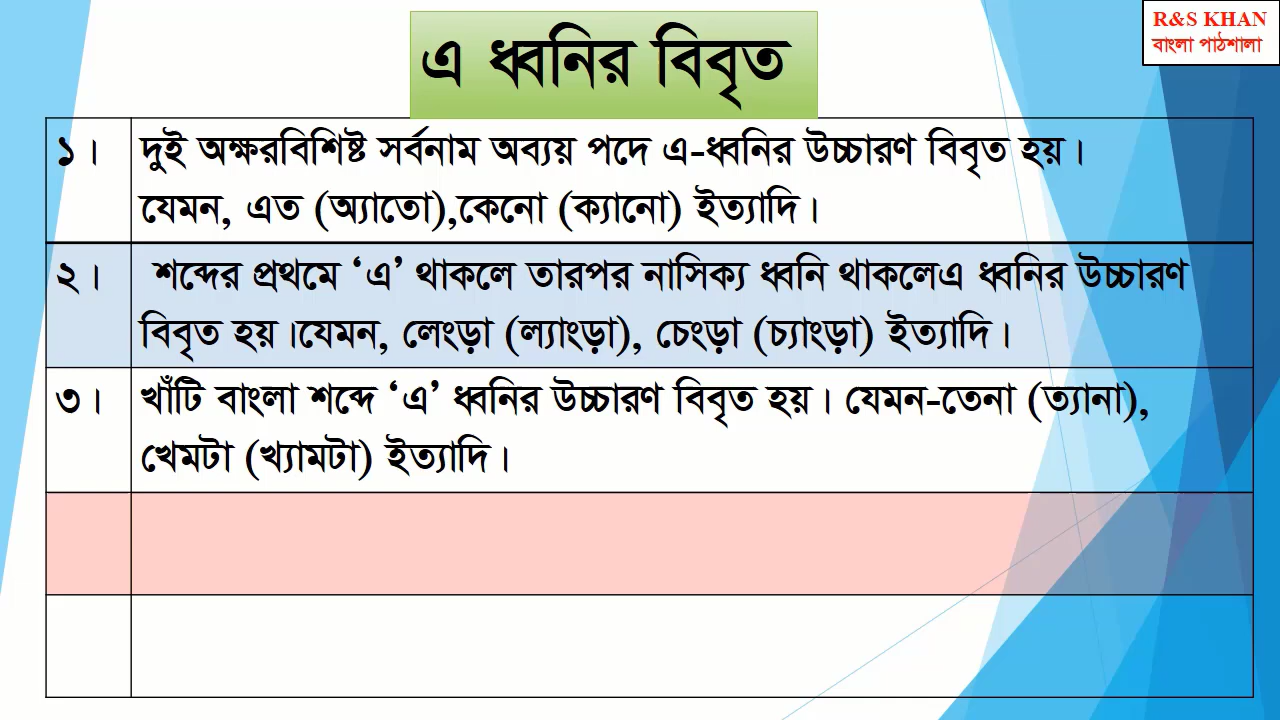 এ ধ্বনির বিবৃত
R&S KHAN
বাংলা পাঠশালা
১। দুই অক্ষরবিশিষ্ট সর্বনাম অব্যয় পদে এ-ধ্বনির উচ্চারণ বিবৃত হয়।
যেমন, এত (অ্যাতো),কেনো (ক্যানো) ইত্যাদি।
২। শব্দের প্রথমে ‘এ’ থাকলে তারপর নাসিক্য ধ্বনি থাকলেএ ধ্বনির উচ্চারণ
বিবৃত হয়।যেমন, লেংড়া (ল্যাংড়া), চেংড়া (চ্যাংড়া) ইত্যাদি।
৩। খাঁটি বাংলা শব্দে ‘এ’ ধ্বনির উচ্চারণ বিবৃত হয়। যেমন-তেনা (ত্যানা),
খেমটা (খ্যামটা) ইত্যাদি।